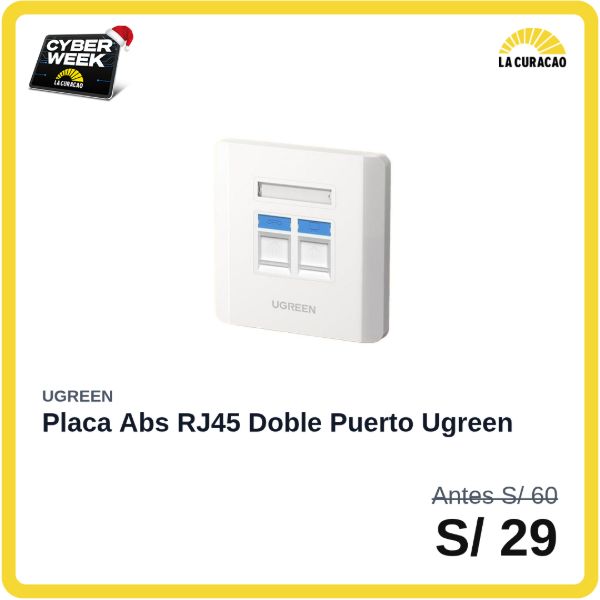 CYBER
WEEK
LA CURACAO
LA CURACAO
UGREEN
UGREEN
Placa Abs RJ45 Doble Puerto Ugreen
Antes S/ 60
S/ 29